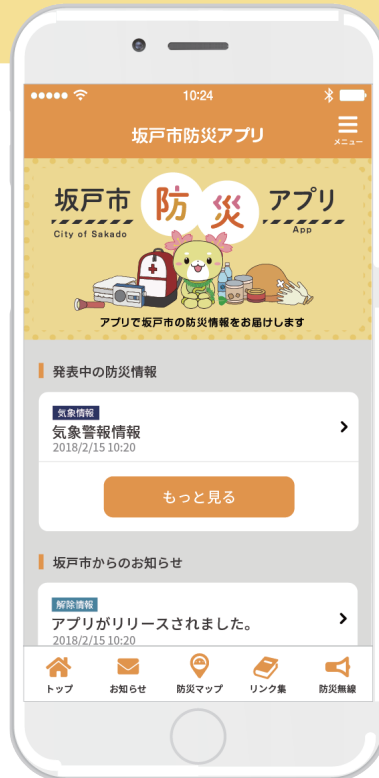 10:24
坂戸市防災アプリ
メニュー
坂戸市 防災 アプリ
City of Sakado
App
アプリで坂戸市の防災情報をお届けします
発表中の防災情報
気象情報
気象警報情報
2018/2/15 10:20
もっと見る
坂戸市からのお知らせ
解除情報
アプリがリリースされました。
2018/2/15 10:20
トップ お知らせ 防災マップ リンク集 防災無線